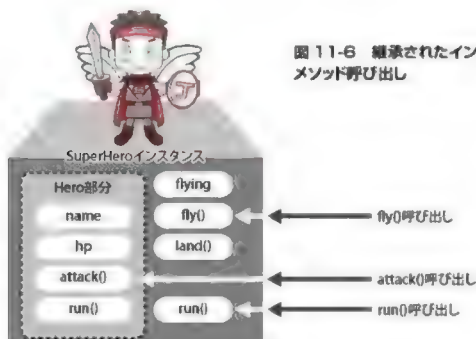 図 11-6 継承されたイン
メソッド呼び出し
SuperHeroインスタンス
Hero部分
flying
name
fly()
fly()呼び出し
hp
land()
attack()
attack()呼び出し
run()
run()
run()呼び出し